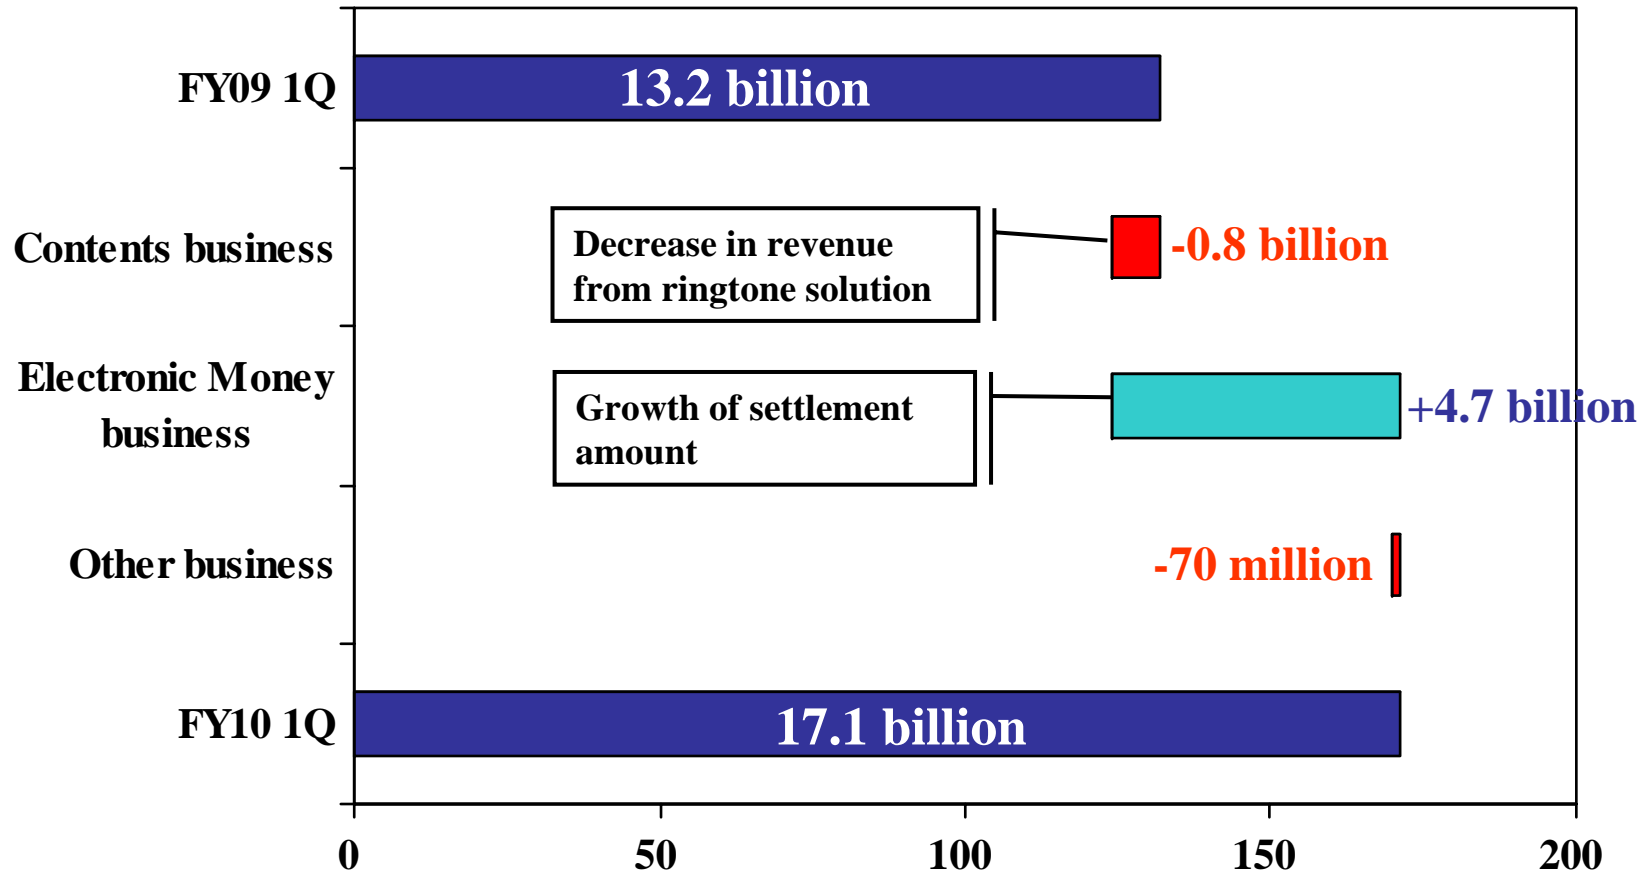 FY09 1Q
13.2 billion
Contents business
Decrease in revenue
from ringtone solution
-0.8 billion
Electronic Money
business
Growth of settlement
amount
+4.7 billion
Other business
-70 million
FY10 1Q
17.1 billion
0 50 100 150 200